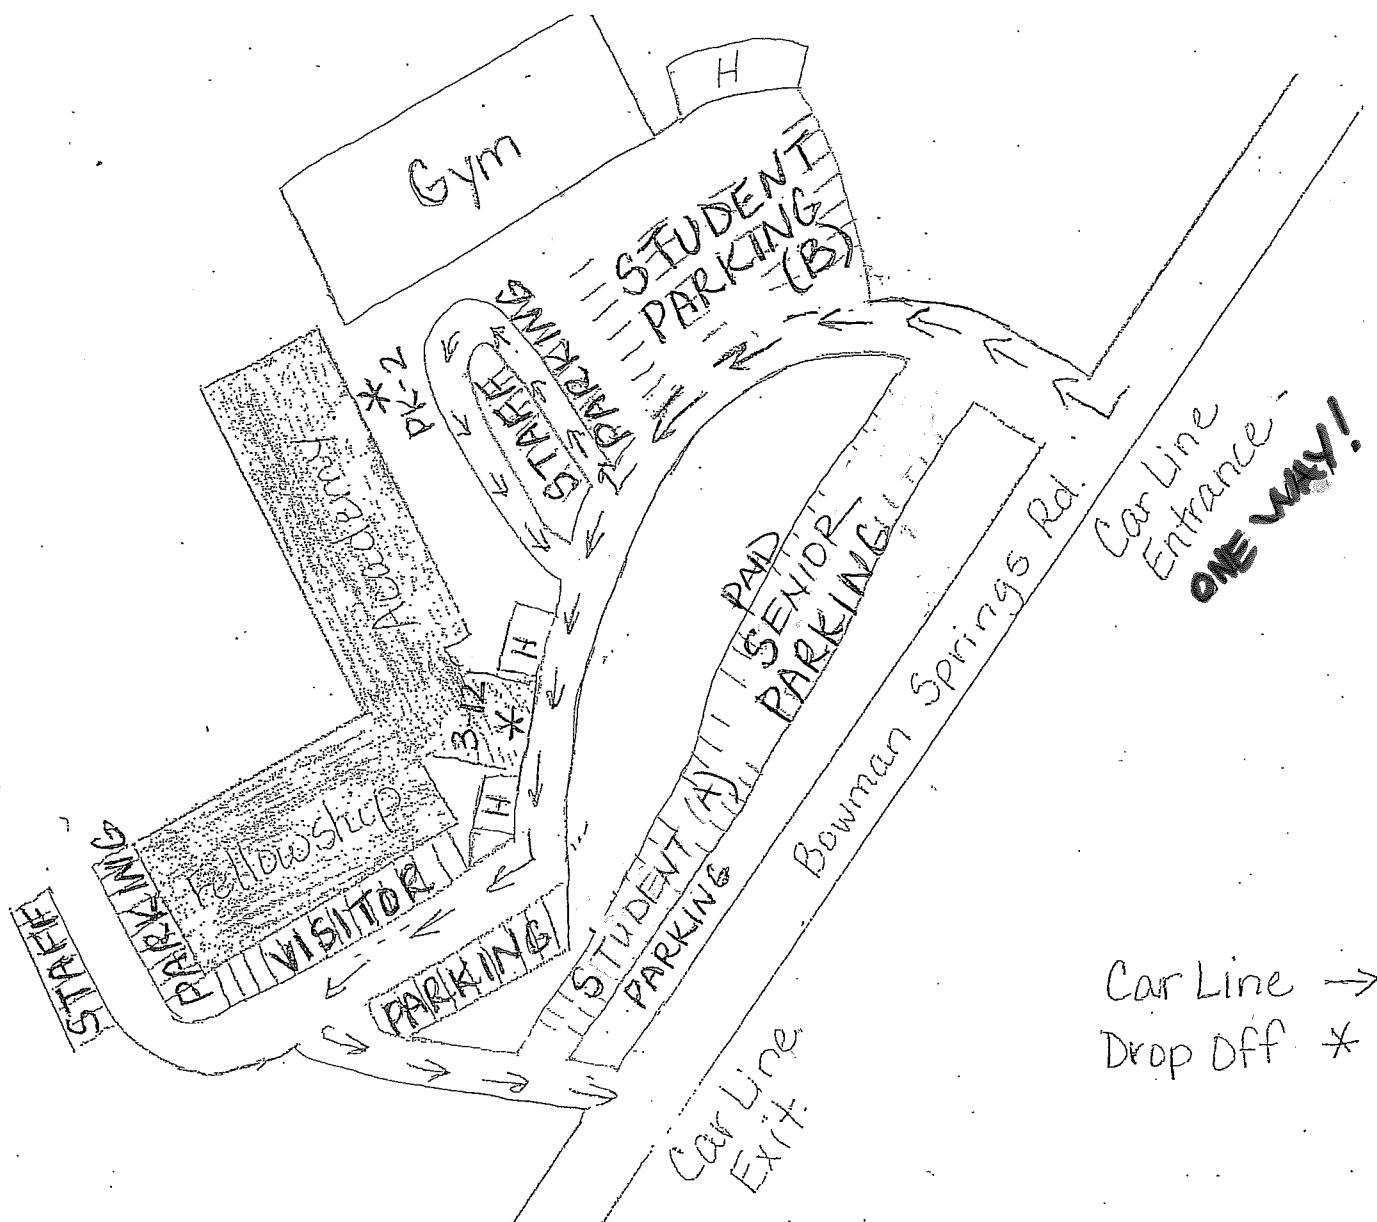 H
Gym
STUDENT
PARKING
(B)
STAFF
PARKING
*
PK-2
Academy
Car Line
Entrance
ONE WAY!
PAID
SENIOR
PARKING
H
3-12
*
H
Bowman Springs Rd.
Fellowship
STAFF
PARKING
VISITOR
PARKING
STUDENT (A)
PARKING
Car Line →
Drop Off *
Car Line
Exit